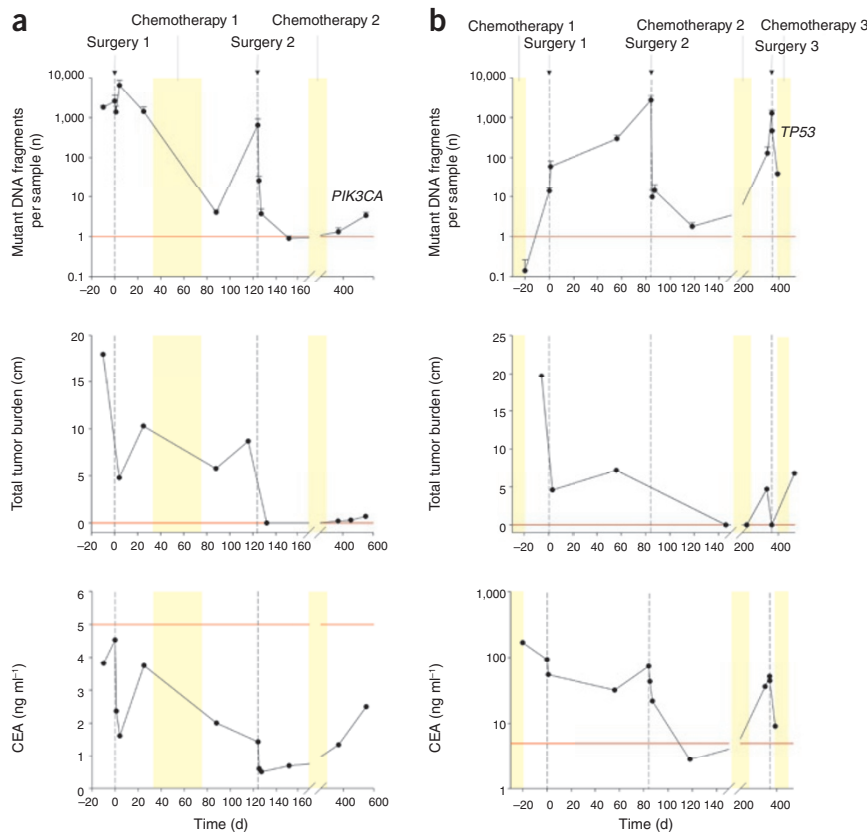 a
Chemotherapy 1
Chemotherapy 2
Surgery 1
Surgery 2
Mutant DNA fragments
per sample (n)
10,000
1,000
100
10
1
0.1
PIK3CA
–20 0 20 40 60 80 100 120 140 160 400
Total tumor burden (cm)
20
15
10
5
0
–20 0 20 40 60 80 100 120 140 160 400 600
CEA (ng ml–1)
6
5
4
3
2
1
0
–20 0 20 40 60 80 100 120 140 160 400 600
Time (d)
b
Chemotherapy 1
Chemotherapy 2
Chemotherapy 3
Surgery 1
Surgery 2
Surgery 3
Mutant DNA fragments
per sample (n)
10,000
1,000
100
10
1
0.1
TP53
–20 0 20 40 60 80 100 120 140 200 400
Total tumor burden (cm)
25
20
15
10
5
0
–20 0 20 40 60 80 100 120 140 200 400
CEA (ng ml–1)
1,000
100
10
1
–20 0 20 40 60 80 100 120 140 200 400
Time (d)